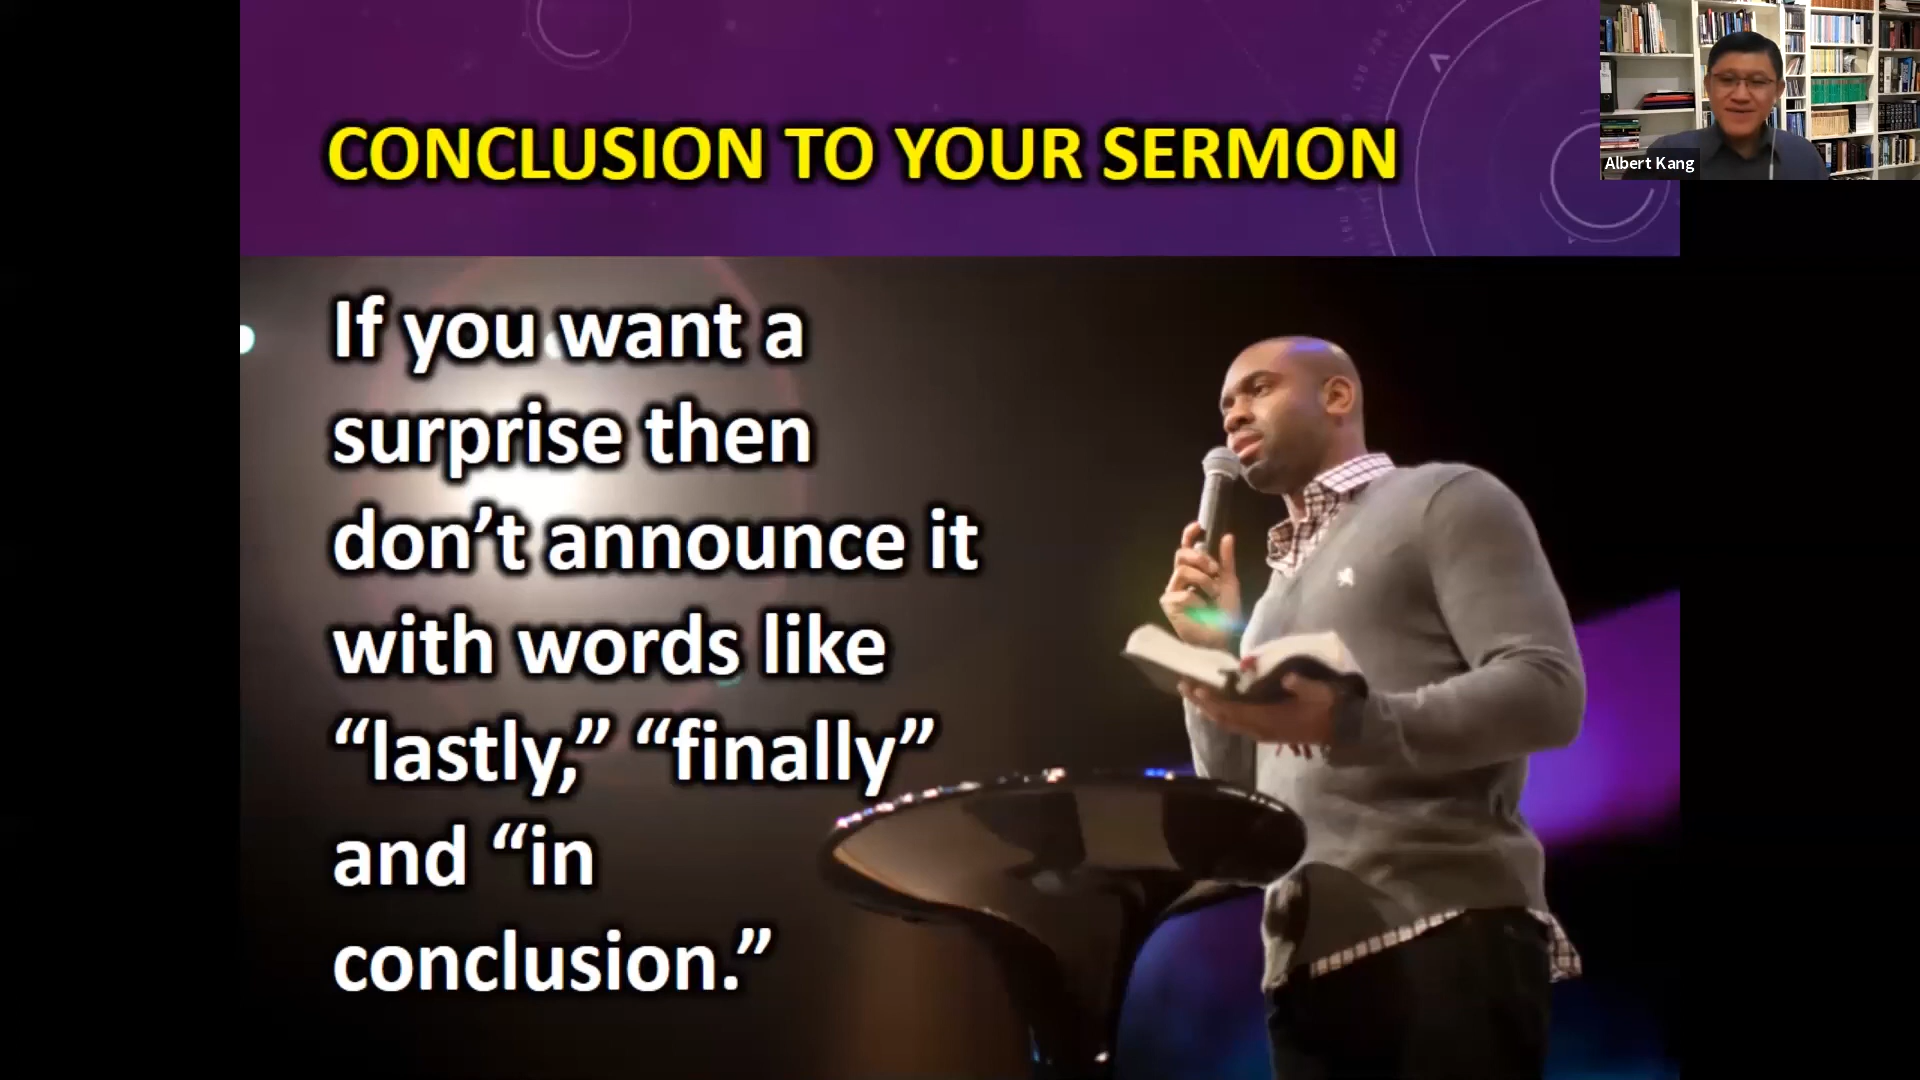 CONCLUSION TO YOUR SERMON
Albert Kang
If you want a
surprise then
don’t announce it
with words like
“lastly,” “finally”
and “in
conclusion.”